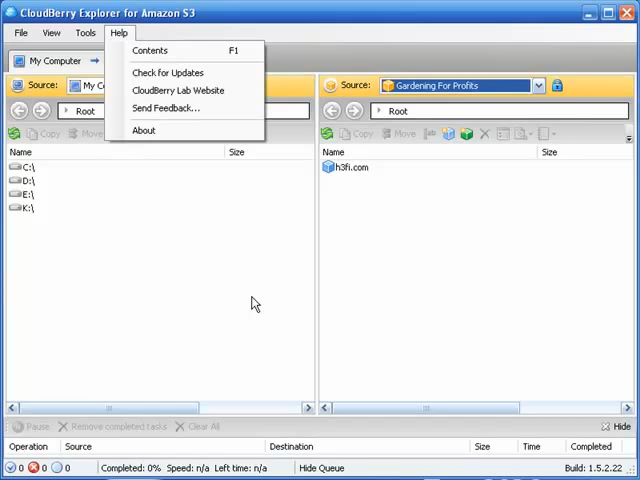 CloudBerry Explorer for Amazon S3
File View Tools Help
Contents F1
Check for Updates
CloudBerry Lab Website
Send Feedback...
About
My Computer
Source: My Co
Root
Copy Move
Name Size
C:\
D:\
E:\
K:\
Source: Gardening For Profits
Root
Copy Move
Name Size
h3fi.com
Pause Remove completed tasks Clear All Hide
Operation Source Destination Size Time Completed
0 0 0 Completed: 0% Speed: n/a Left time: n/a Hide Queue Build: 1.5.2.22